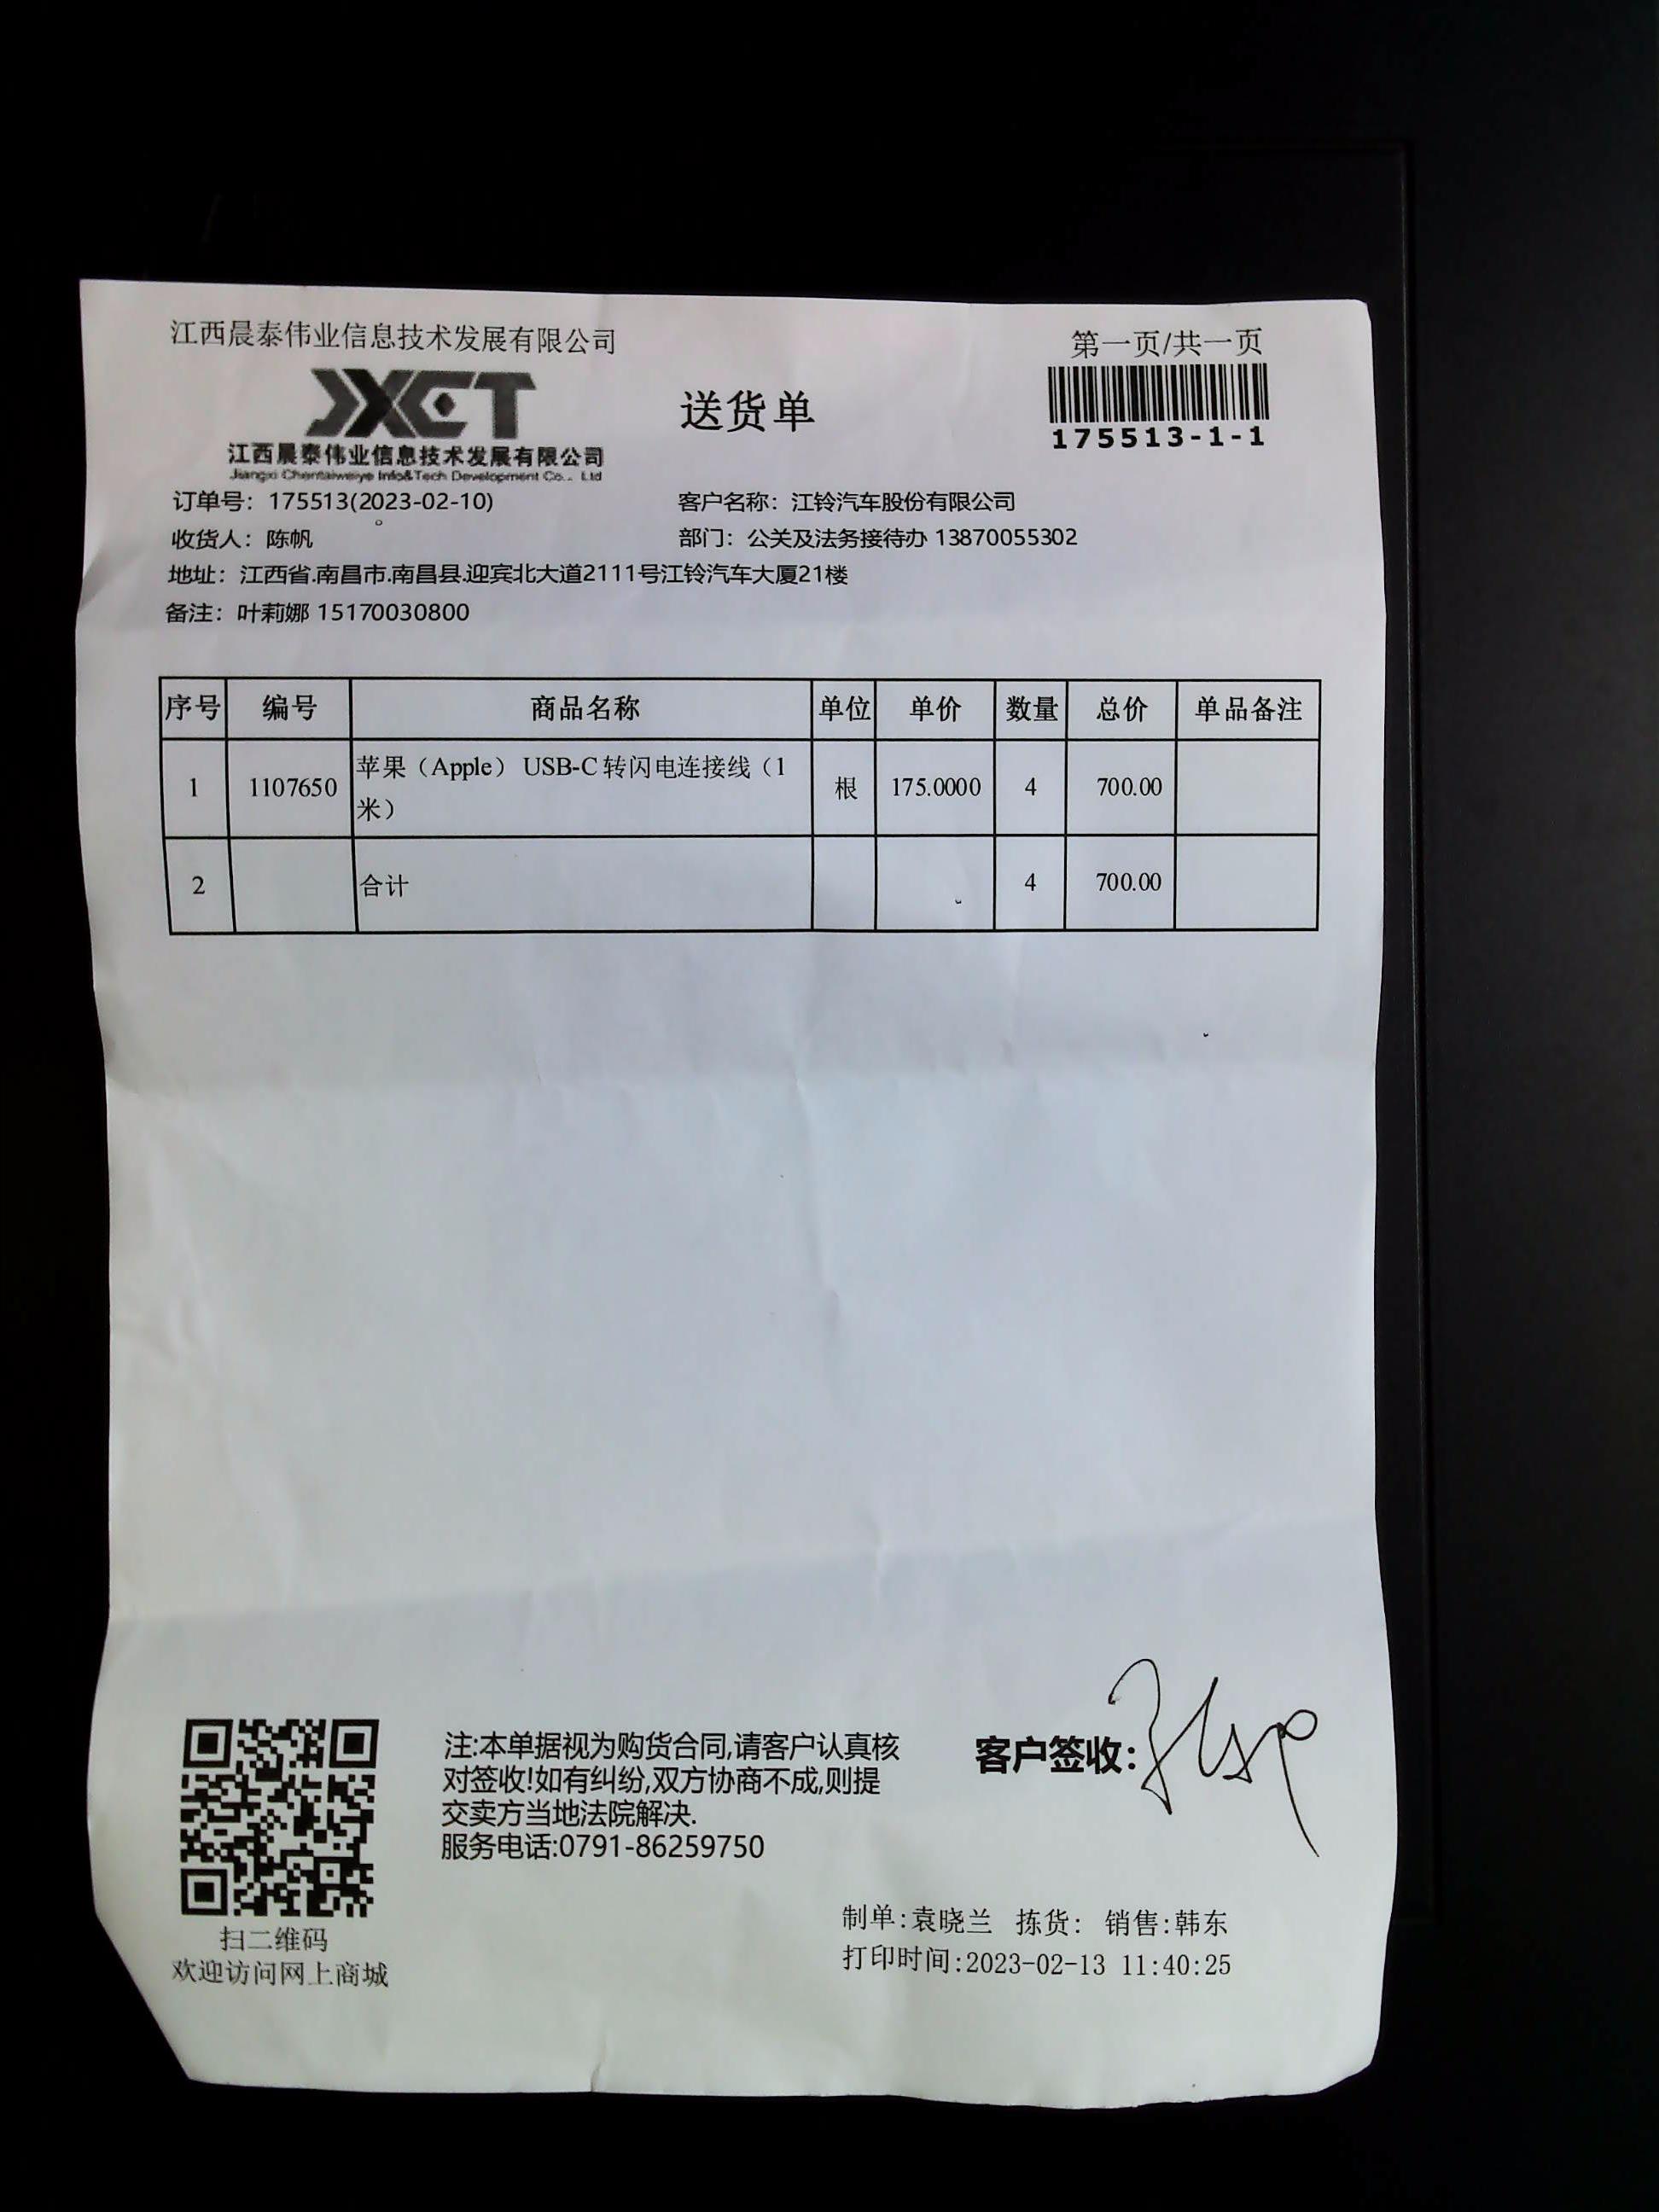 江西晨泰伟业信息技术发展有限公司
第一页/共一页
JXCT
送货单
175513-1-1
江西晨泰伟业信息技术发展有限公司
Jiangxi Chentaiweiye Info&Tech Development Co., Ltd
订单号：175513(2023-02-10) 客户名称：江铃汽车股份有限公司
收货人：陈帆 部门：公关及法务接待办 13870055302
地址：江西省.南昌市.南昌县.迎宾北大道2111号江铃汽车大厦21楼
备注：叶莉娜 15170030800
序号 编号 商品名称 单位 单价 数量 总价 单品备注
1 1107650 苹果（Apple） USB-C转闪电连接线（1 根 175.0000 4 700.00
米）
2 合计 4 700.00
注:本单据视为购货合同,请客户认真核
对签收!如有纠纷,双方协商不成,则提
交卖方当地法院解决.
服务电话:0791-86259750
客户签收:
扫二维码
欢迎访问网上商城
制单:袁晓兰 拣货: 销售:韩东
打印时间:2023-02-13 11:40:25